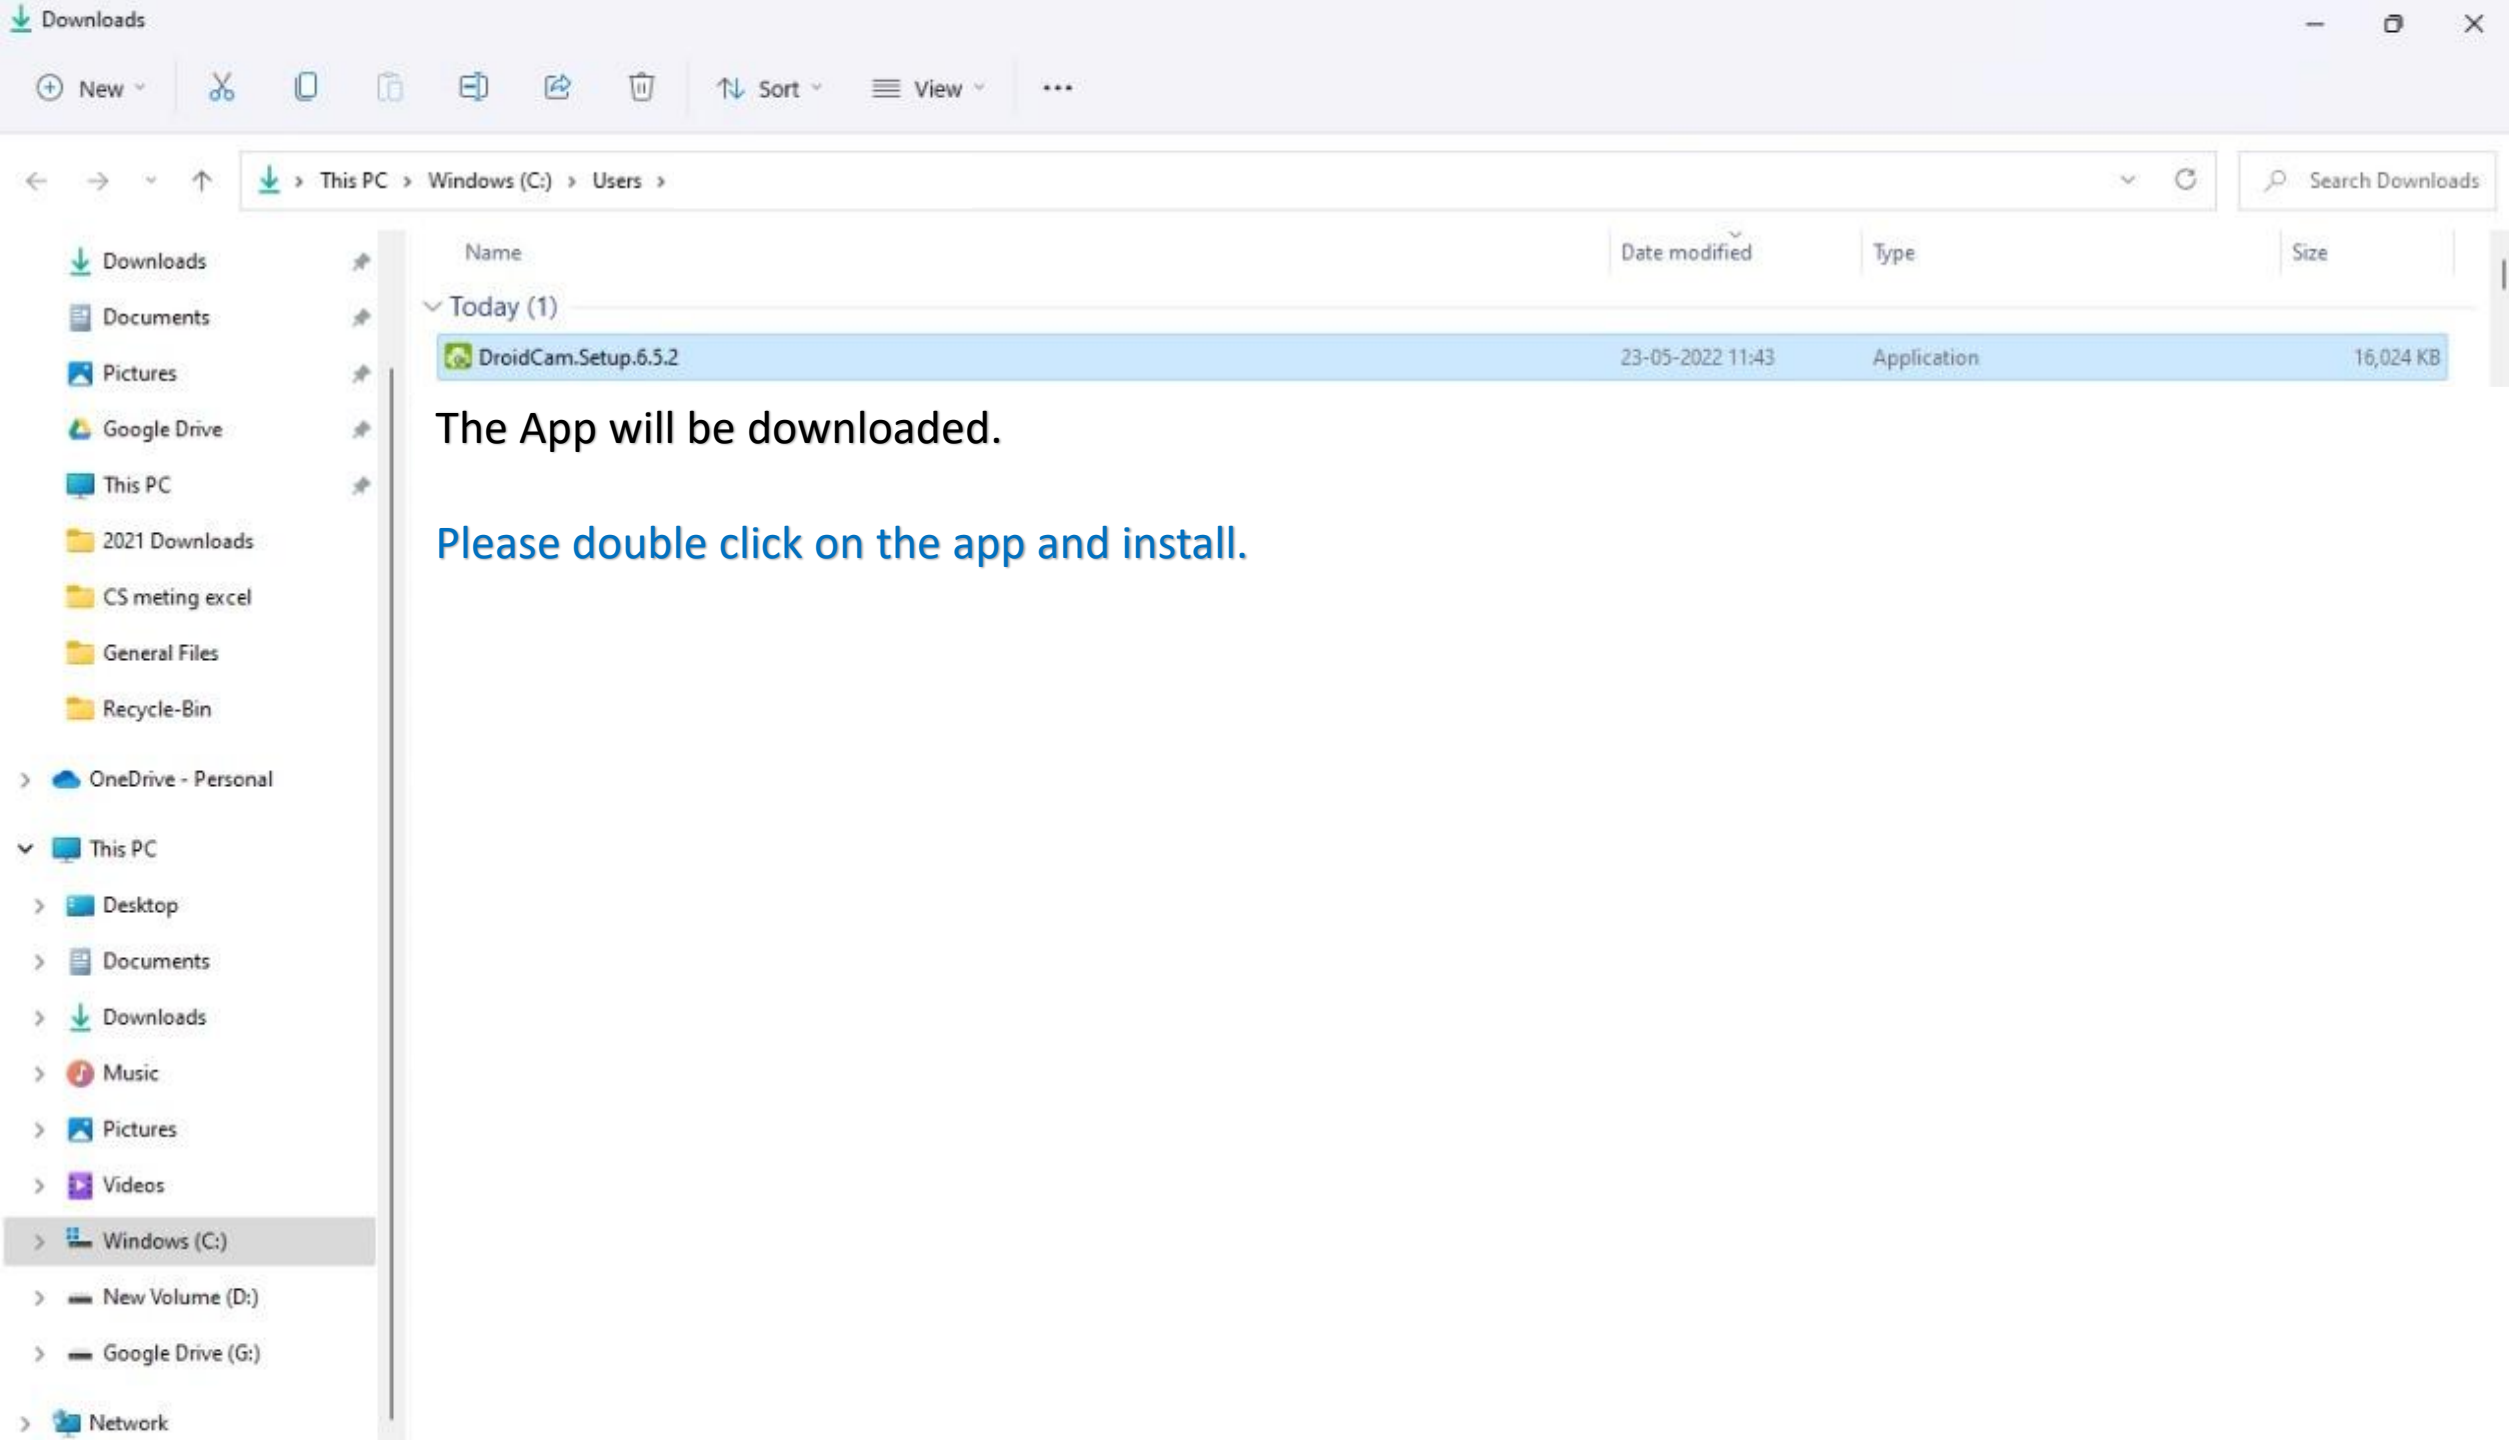 Downloads
New
Sort
View
This PC > Windows (C:) > Users >
Search Downloads
Downloads
Documents
Pictures
Google Drive
This PC
2021 Downloads
CS meting excel
General Files
Recycle-Bin
OneDrive - Personal
This PC
Desktop
Documents
Downloads
Music
Pictures
Videos
Windows (C:)
New Volume (D:)
Google Drive (G:)
Network
Name Date modified Type Size
Today (1)
DroidCam.Setup.6.5.2 23-05-2022 11:43 Application 16,024 KB
The App will be downloaded.
Please double click on the app and install.